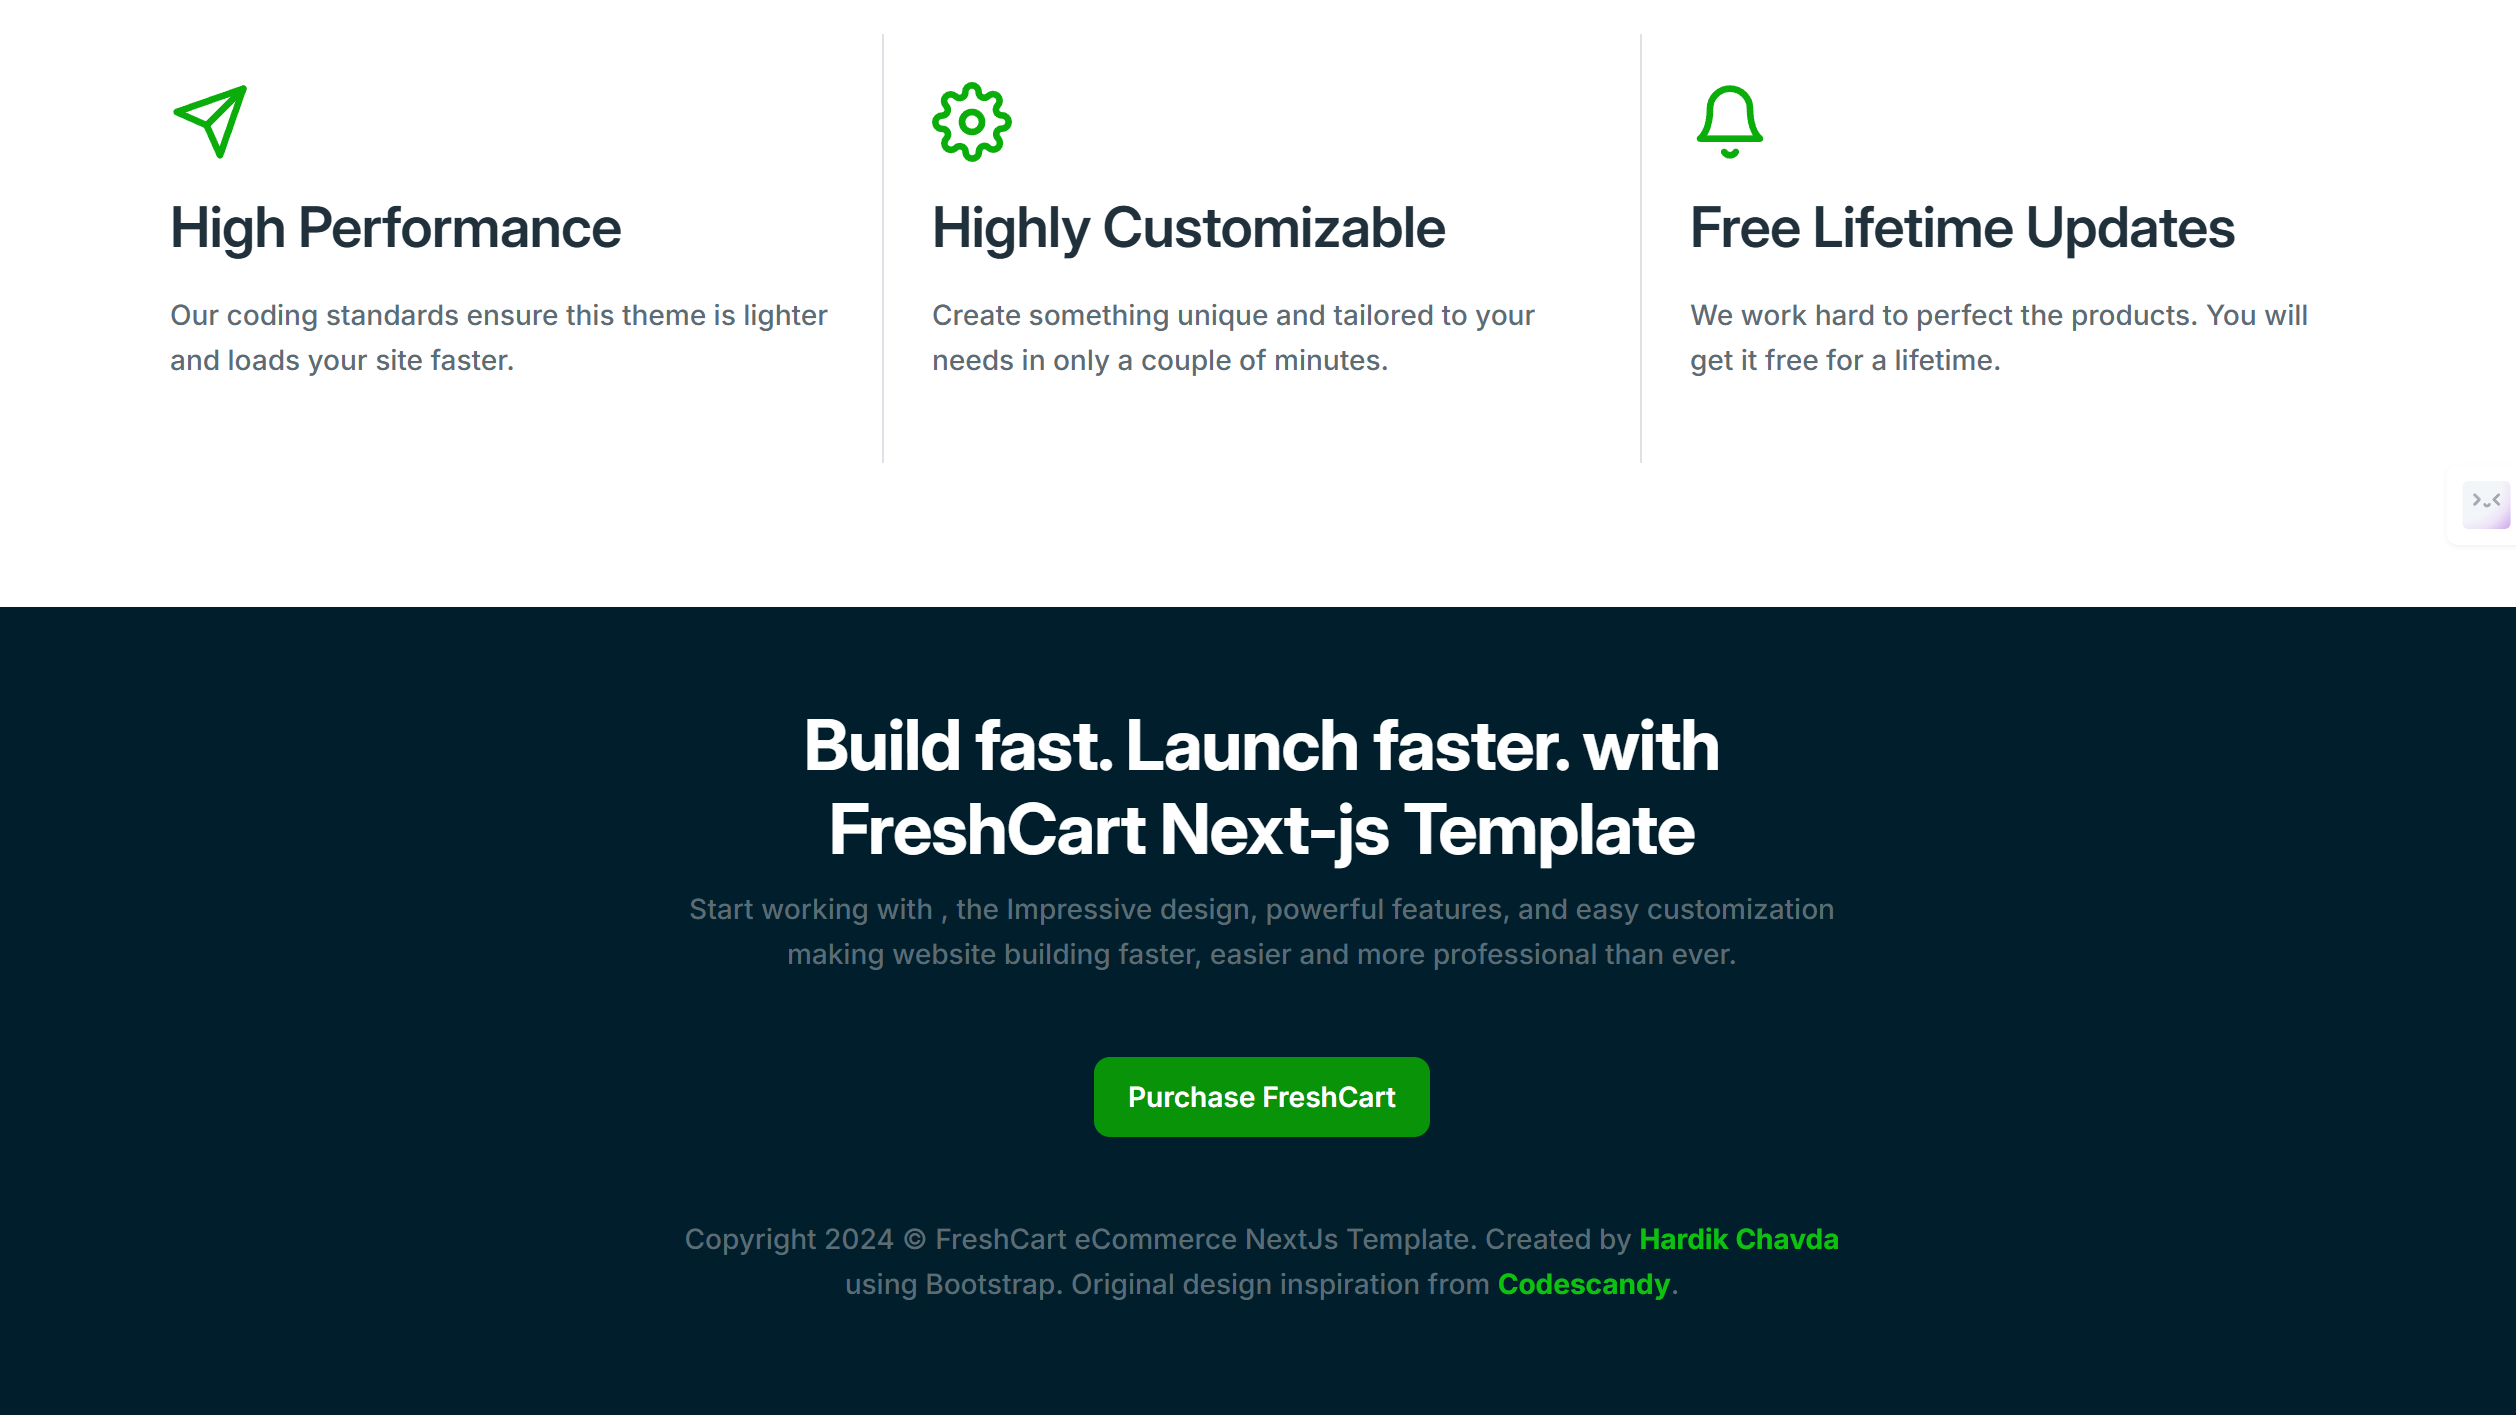 High Performance
Our coding standards ensure this theme is lighter
and loads your site faster.
Highly Customizable
Create something unique and tailored to your
needs in only a couple of minutes.
Free Lifetime Updates
We work hard to perfect the products. You will
get it free for a lifetime.
Build fast. Launch faster. with
FreshCart Next-js Template
Start working with , the Impressive design, powerful features, and easy customization
making website building faster, easier and more professional than ever.
Purchase FreshCart
Copyright 2024 © FreshCart eCommerce NextJs Template. Created by Hardik Chavda
using Bootstrap. Original design inspiration from Codescandy.